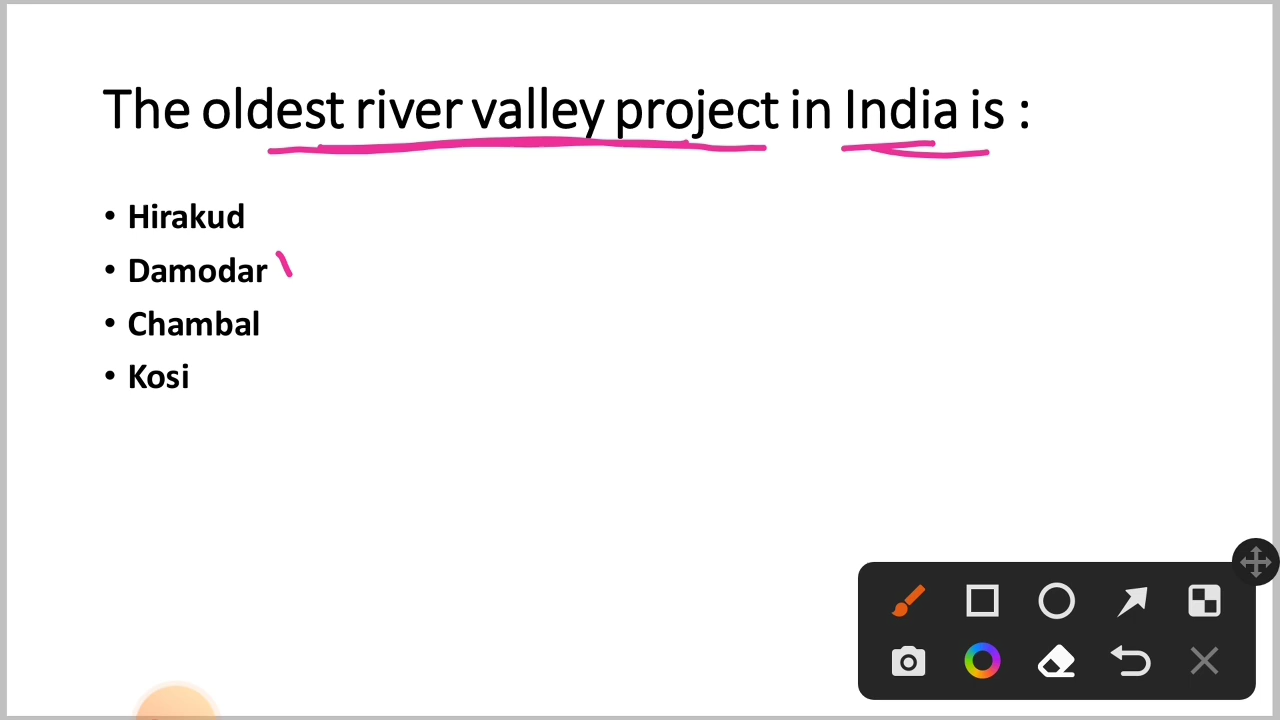 The oldest river valley project in India is :
• Hirakud
• Damodar
• Chambal
• Kosi